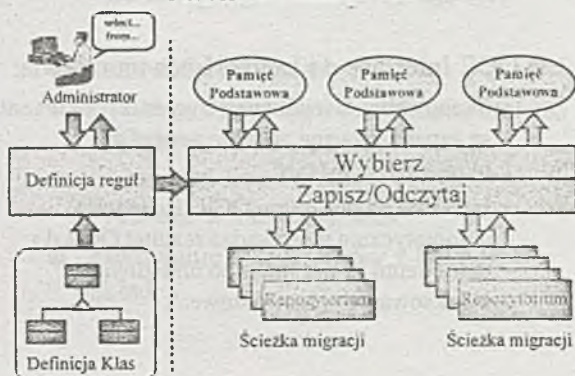 select...
from...
Administrator
Pamięć
Podstawowa
Pamięć
Podstawowa
Pamięć
Podstawowa
Definicja reguł
Wybierz
Zapisz/Odczytaj
Repozytorium
Repozytorium
Ścieżka migracji
Ścieżka migracji
Definicja Klas